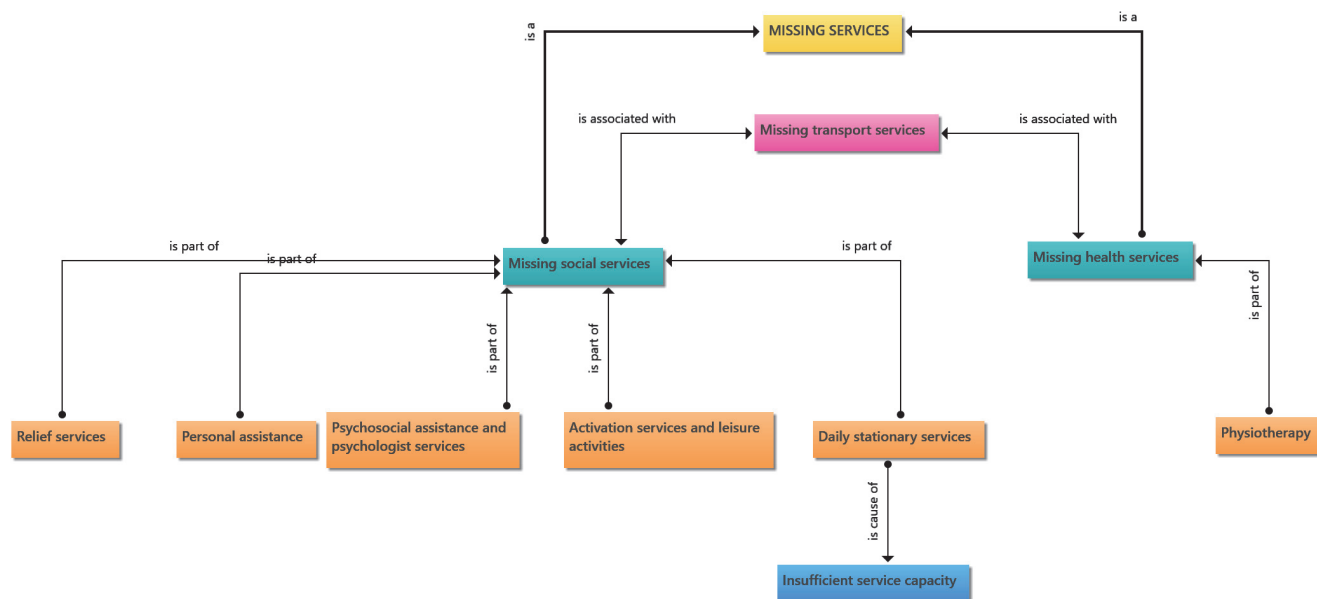 is a
MISSING SERVICES
is a
is associated with
Missing transport services
is associated with
is part of
is part of
Missing social services
is part of
Missing health services
is part of
is part of
is part of
Relief services
Personal assistance
Psychosocial assistance and
psychologist services
Activation services and leisure
activities
Daily stationary services
Physiotherapy
is cause of
Insufficient service capacity